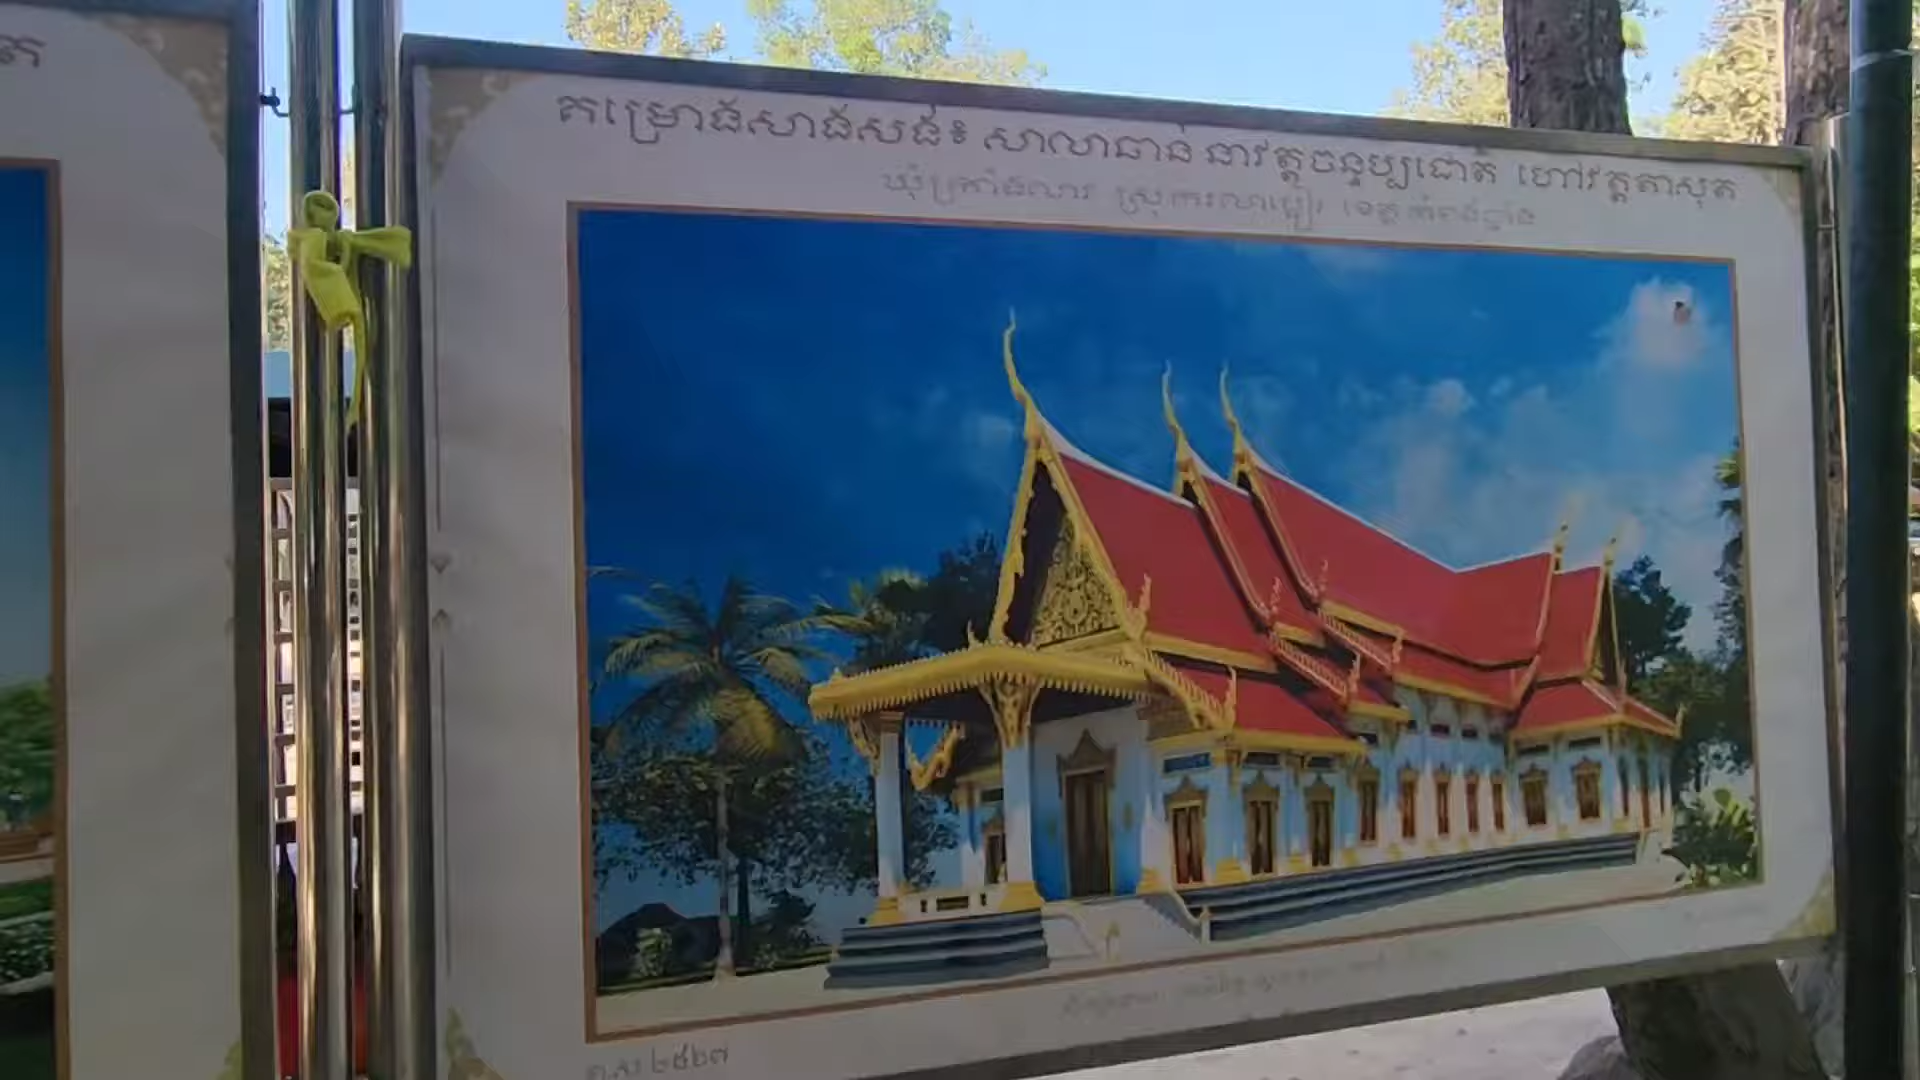 គម្រោងសាងសង់៖ សាលាឆាន់ នាវត្តចន្ទប្បជោត ហៅវត្តតាសុត
ឃុំក្រាំងលាវ ស្រុករលាប្អៀរ ខេត្តកំពង់ឆ្នាំង
ព.ស ២៥២៧